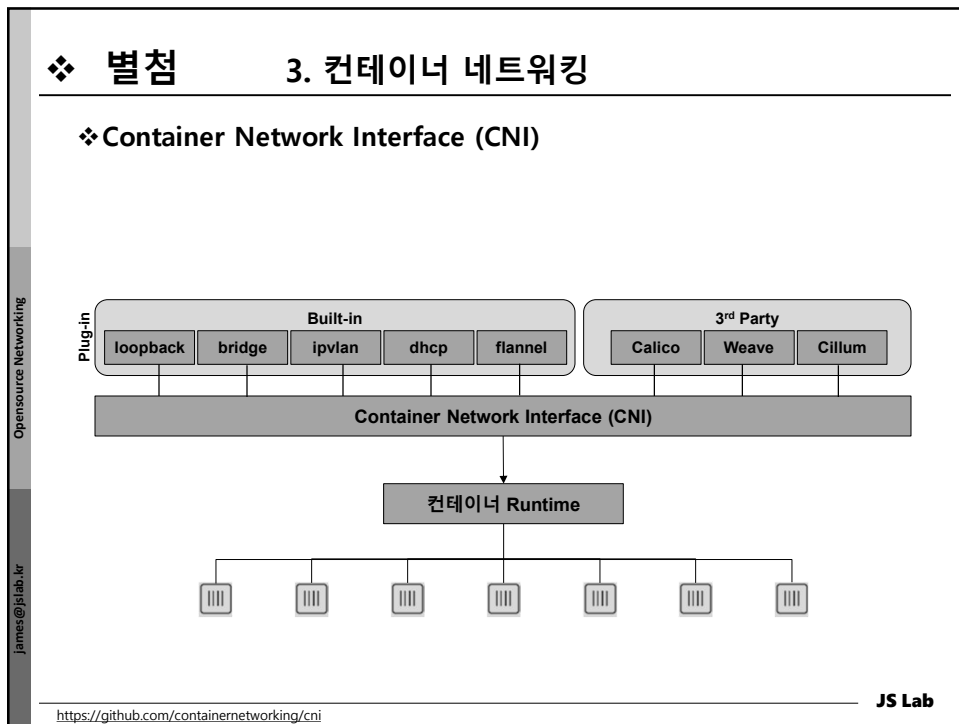 ❖ 별첨 3. 컨테이너 네트워킹
❖Container Network Interface (CNI)
Plug-in
Built-in
loopback
bridge
ipvlan
dhcp
flannel
3rd Party
Calico
Weave
Cillum
Container Network Interface (CNI)
컨테이너 Runtime
Opensource Networking
james@jslab.kr
https://github.com/containernetworking/cni
JS Lab